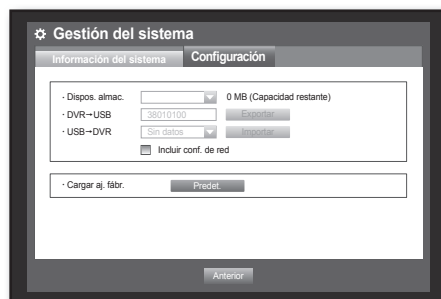 Gestión del sistema
Información del sistema Configuración
· Dispos. almac. 0 MB (Capacidad restante)
· DVR→USB 38010100 Exportar
· USB→DVR Sin datos Importar
Incluir conf. de red
· Cargar aj. fábr. Predet.
Anterior